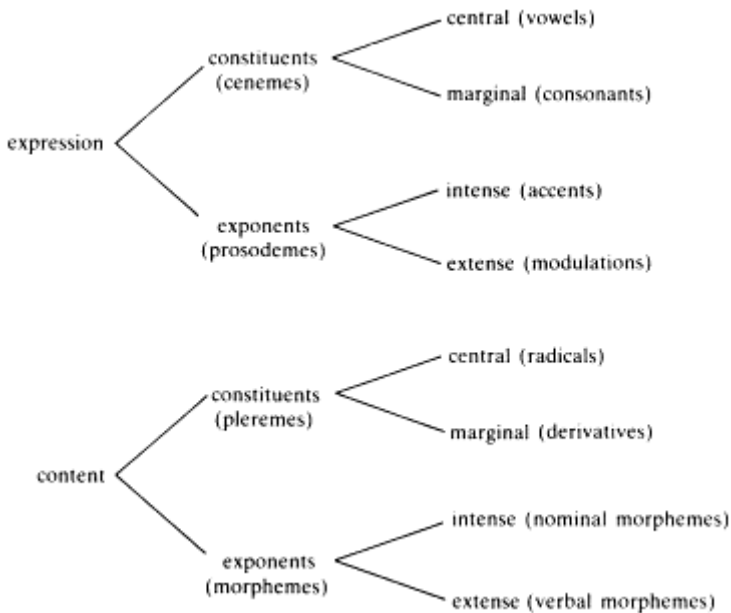 central (vowels)
constituents
(cenemes)
marginal (consonants)
expression
intense (accents)
exponents
(prosodemes)
extense (modulations)
central (radicals)
constituents
(pleremes)
marginal (derivatives)
content
intense (nominal morphemes)
exponents
(morphemes)
extense (verbal morphemes)